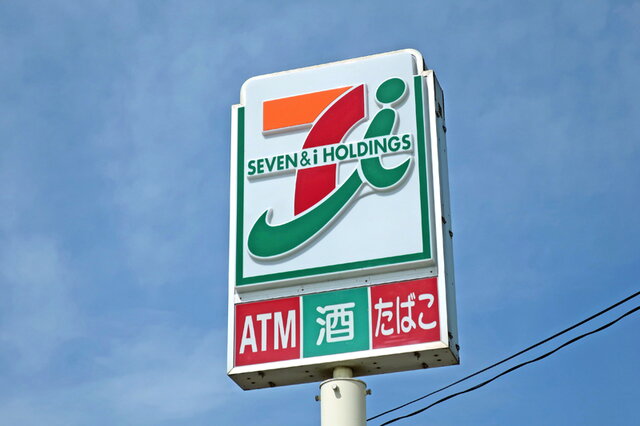 SEVEN & i HOLDINGS
ATM 酒 たばこ